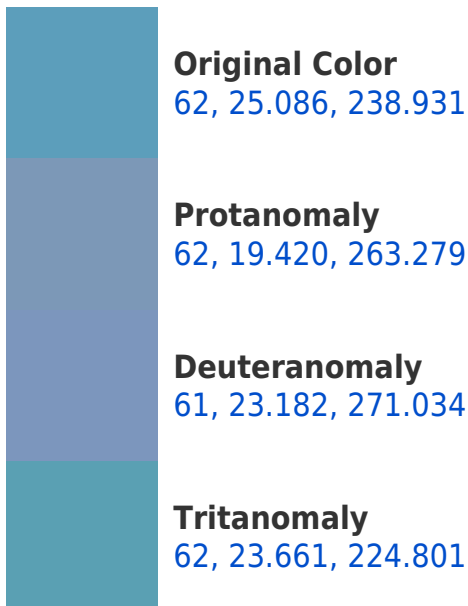 Original Color
62, 25.086, 238.931
Protanomaly
62, 19.420, 263.279
Deuteranomaly
61, 23.182, 271.034
Tritanomaly
62, 23.661, 224.801